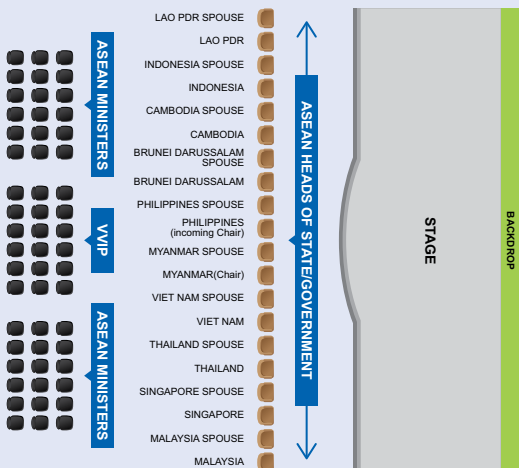 LAO PDR SPOUSE
LAO PDR
INDONESIA SPOUSE
INDONESIA
CAMBODIA SPOUSE
CAMBODIA
BRUNEI DARUSSALAM
SPOUSE
BRUNEI DARUSSALAM
PHILIPPINES SPOUSE
PHILIPPINES
(incoming Chair)
MYANMAR SPOUSE
MYANMAR(Chair)
VIET NAM SPOUSE
VIET NAM
THAILAND SPOUSE
THAILAND
SINGAPORE SPOUSE
SINGAPORE
MALAYSIA SPOUSE
MALAYSIA
ASEAN MINISTERS
VVIP
ASEAN MINISTERS
ASEAN HEADS OF STATE/GOVERNMENT
STAGE
BACKDROP